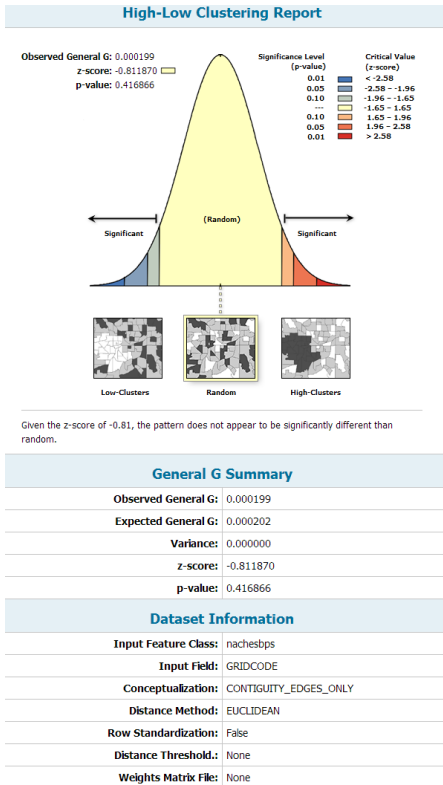 High-Low Clustering Report
Observed General G: 0.000199
z-score: -0.811870
p-value: 0.416866
Significance Level
(p-value)
Critical Value
(z-score)
0.01 < -2.58
0.05 -2.58 - -1.96
0.10 -1.96 - -1.65
--- -1.65 - 1.65
0.10 1.65 - 1.96
0.05 1.96 - 2.58
0.01 > 2.58
(Random)
Significant
Significant
Low-Clusters
Random
High-Clusters
Given the z-score of -0.81, the pattern does not appear to be significantly different than
random.
General G Summary
Observed General G: 0.000199
Expected General G: 0.000202
Variance: 0.000000
z-score: -0.811870
p-value: 0.416866
Dataset Information
Input Feature Class: nachesbps
Input Field: GRIDCODE
Conceptualization: CONTIGUITY_EDGES_ONLY
Distance Method: EUCLIDEAN
Row Standardization: False
Distance Threshold.: None
Weights Matrix File: None